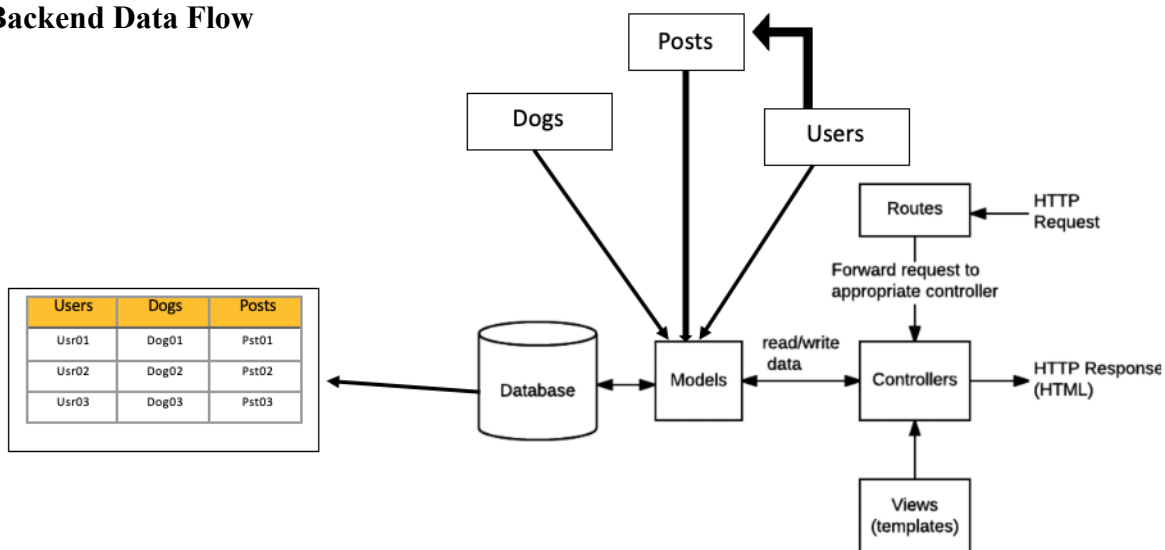 Backend Data Flow
Posts
Dogs
Users
Routes
HTTP
Request
Forward request to
appropriate controller
Users Dogs Posts
Usr01 Dog01 Pst01
Usr02 Dog02 Pst02
Usr03 Dog03 Pst03
Database
Models
read/write
data
Controllers
HTTP Response
(HTML)
Views
(templates)